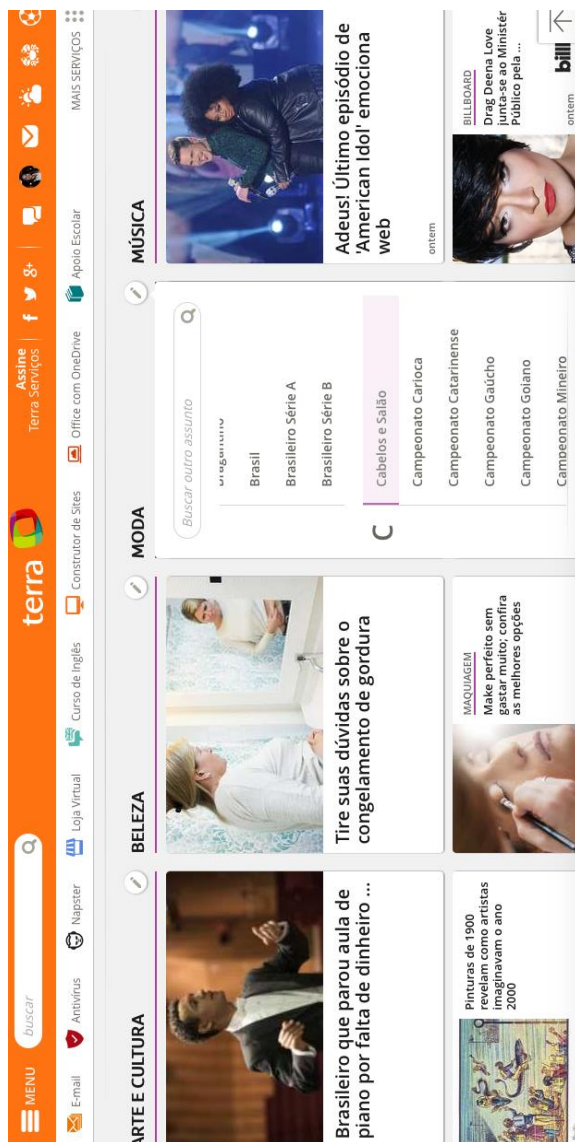 MENU
buscar
terra
Assine
Terra Serviços
E-mail
Antivírus
Napster
Loja Virtual
Curso de Inglês
Construtor de Sites
Office com OneDrive
Apoio Escolar
MAIS SERVIÇOS
ARTE E CULTURA
Brasileiro que parou aula de
piano por falta de dinheiro ...
Pinturas de 1900
revelam como artistas
imaginavam o ano
2000
BELEZA
Tire suas dúvidas sobre o
congelamento de gordura
MAQUIAGEM
Make perfeito sem
gastar muito; confira
as melhores opções
MODA
Buscar outro assunto
Bragantino
Brasil
Brasileiro Série A
Brasileiro Série B
C
Cabelos e Salão
Campeonato Carioca
Campeonato Catarinense
Campeonato Gaúcho
Campeonato Goiano
Campeonato Mineiro
MÚSICA
Adeus! Último episódio de
'American Idol' emociona
web
ontem
BILLBOARD
Drag Deena Love
junta-se ao Ministér
Público pela ...
ontem
bill